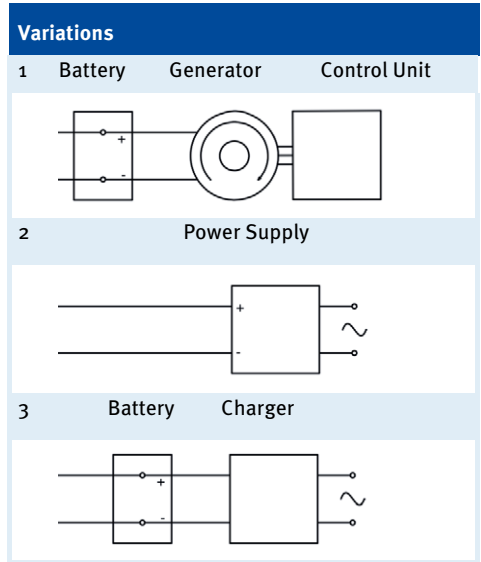 Variations
1 Battery Generator Control Unit
+
-
2 Power Supply
+
-
3 Battery Charger
+
-